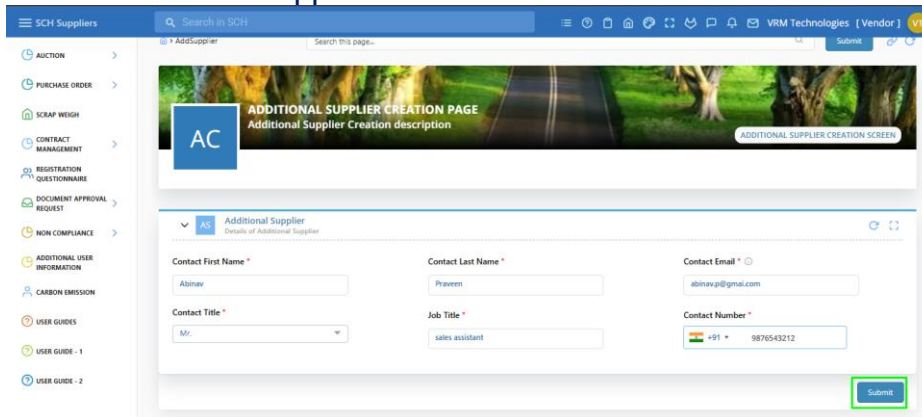 SCH Suppliers
Search in SCH
VRM Technologies [ Vendor ]
> AddSupplier
Search this page...
Submit
AUCTION
PURCHASE ORDER
SCRAP WEIGH
CONTRACT
MANAGEMENT
REGISTRATION
QUESTIONNAIRE
DOCUMENT APPROVAL
REQUEST
NON COMPLIANCE
ADDITIONAL USER
INFORMATION
CARBON EMISSION
USER GUIDES
USER GUIDE - 1
USER GUIDE - 2
AC
ADDITIONAL SUPPLIER CREATION PAGE
Additional Supplier Creation description
ADDITIONAL SUPPLIER CREATION SCREEN
AS
Additional Supplier
Details of Additional Supplier
Contact First Name *
Contact Last Name *
Contact Email *
Abinav
Praveen
abinav.p@gmai.com
Contact Title *
Job Title *
Contact Number *
Mr.
sales assistant
+91
9876543212
Submit